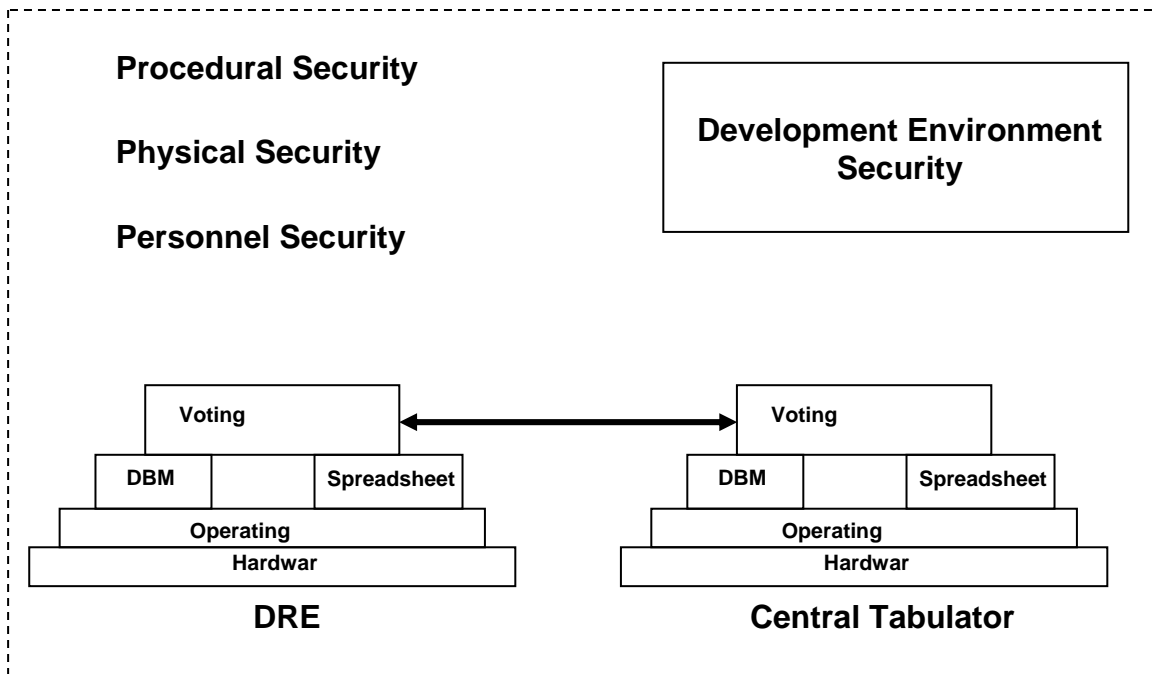 Procedural Security
Physical Security
Personnel Security
Development Environment
Security
Voting
DBM
Spreadsheet
Operating
Hardwar
DRE
Voting
DBM
Spreadsheet
Operating
Hardwar
Central Tabulator